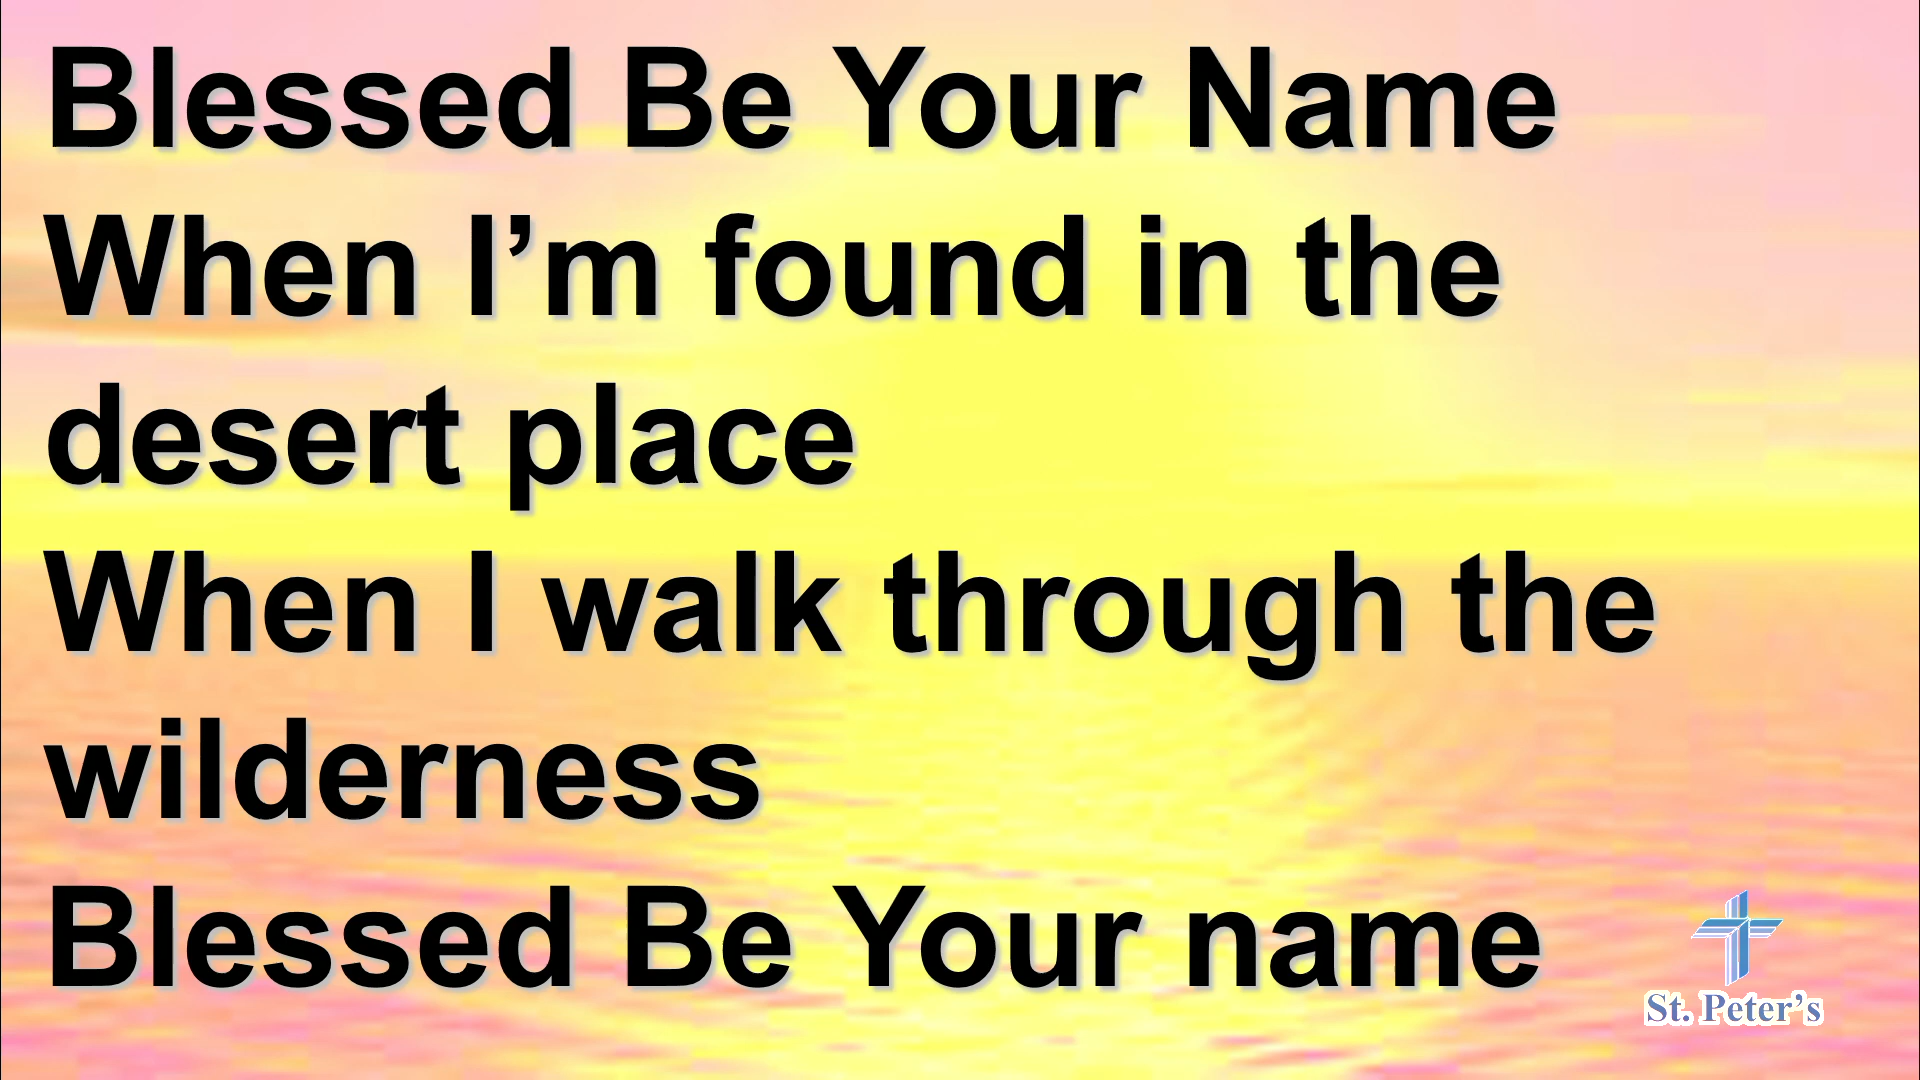 Blessed Be Your Name
When I’m found in the
desert place
When I walk through the
wilderness
Blessed Be Your name
St. Peter’s